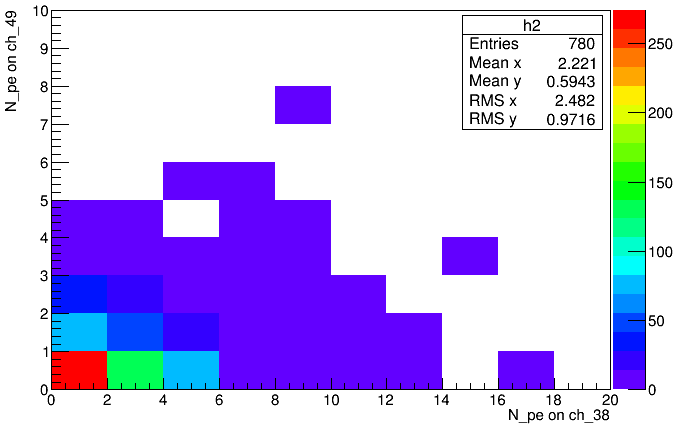 N_pe on ch_49
10
9
8
7
6
5
4
3
2
1
0
h2
Entries 780
Mean x 2.221
Mean y 0.5943
RMS x 2.482
RMS y 0.9716
250
200
150
100
50
0
0 2 4 6 8 10 12 14 16 18 20
N_pe on ch_38